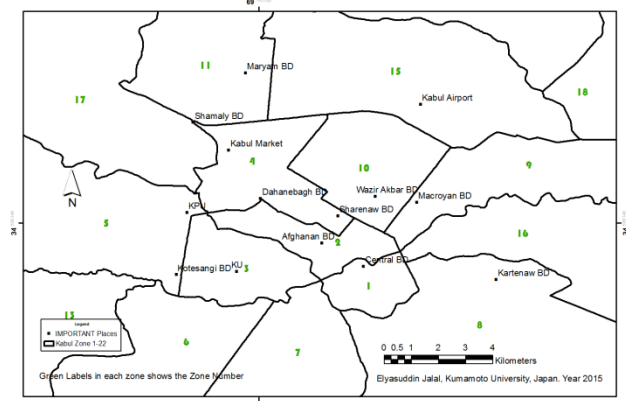 69
11
Maryam BD
15
17
Kabul Airport
18
Shamaly BD
Kabul Market
4
10
9
Dahanebagh BD
Wazir Akbar BD
Macroyan BD
N
KPU
Sharenaw BD
34
5
16
Afghanan BD
2
Kotesangi BD
KU
3
Central BD
1
Kartenaw BD
13
Legend
IMPORTANT Places
Kabul Zone 1-22
6
7
8
0 0.5 1 2 3 4
Kilometers
Green Labels in each zone shows the Zone Number
Elyasuddin Jalal, Kumamoto University, Japan. Year 2015